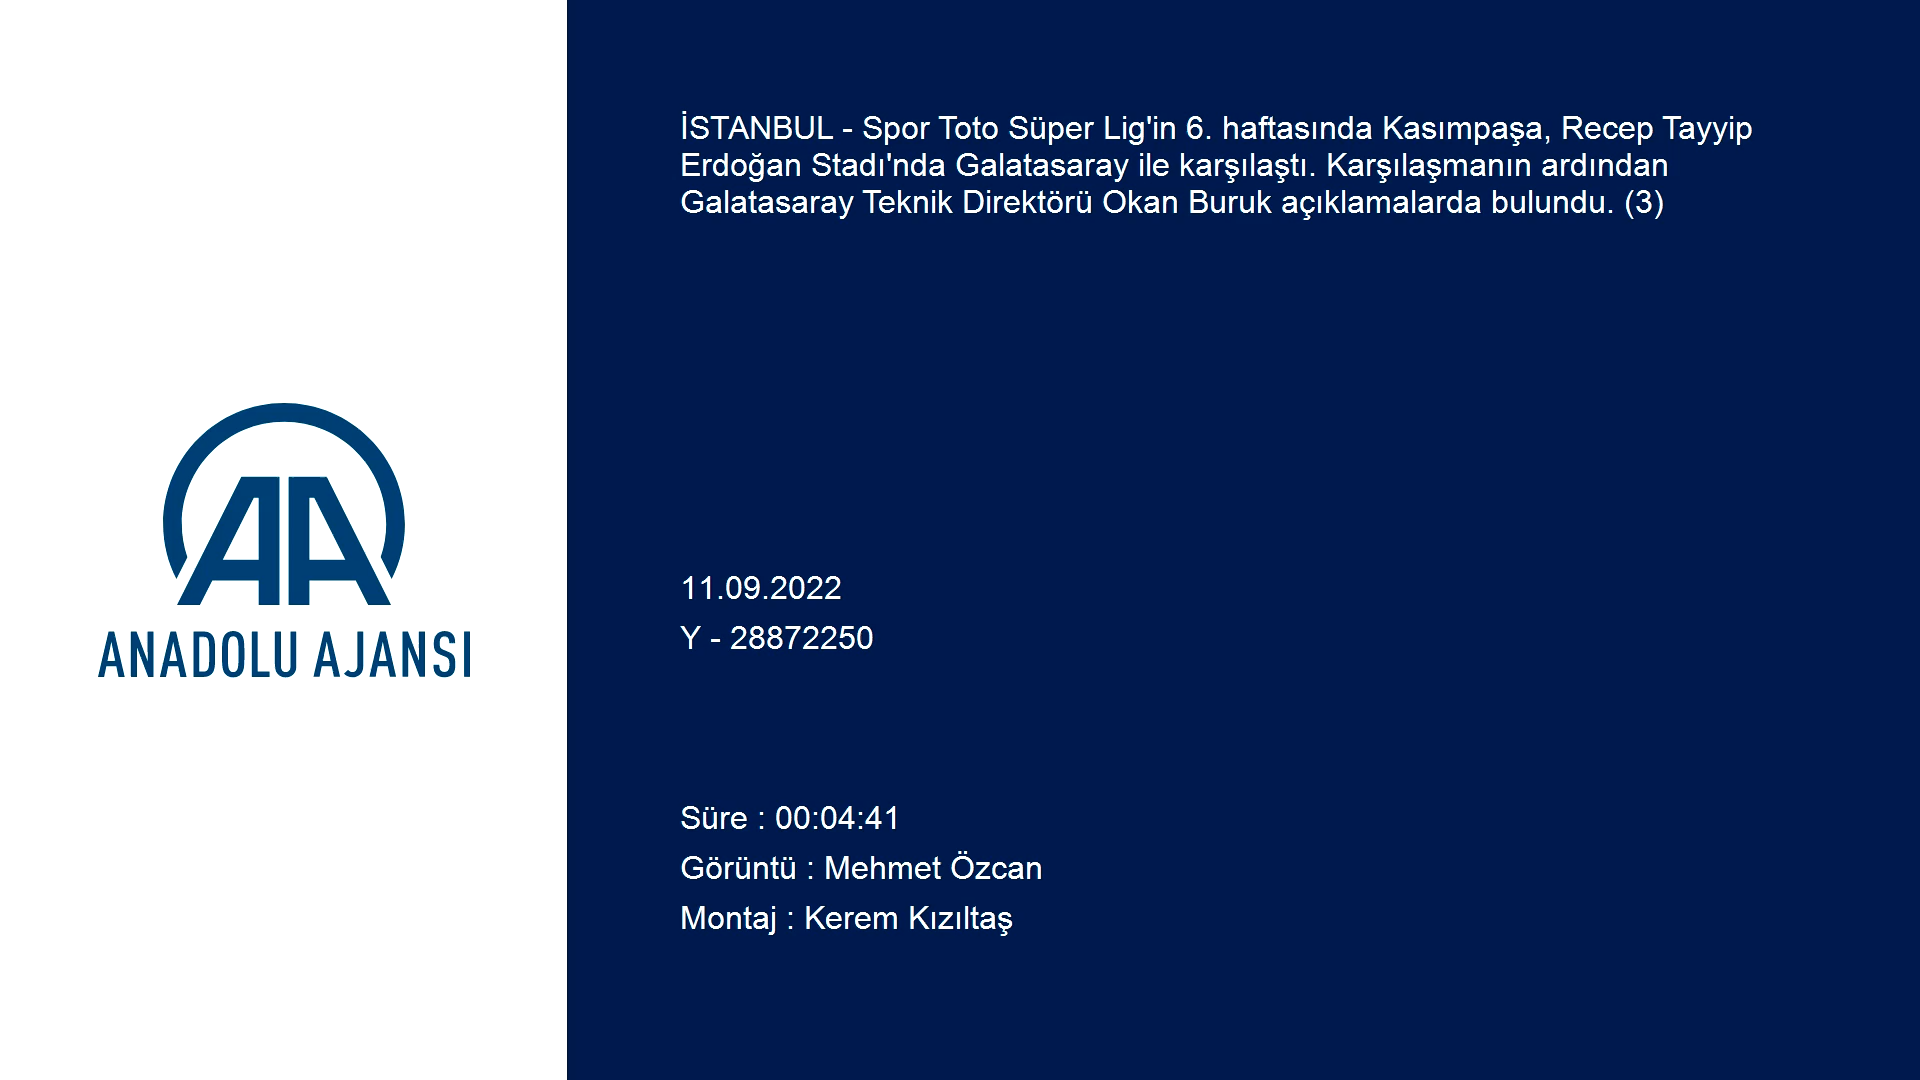 AA
ANADOLU AJANSI
İSTANBUL - Spor Toto Süper Lig'in 6. haftasında Kasımpaşa, Recep Tayyip
Erdoğan Stadı'nda Galatasaray ile karşılaştı. Karşılaşmanın ardından
Galatasaray Teknik Direktörü Okan Buruk açıklamalarda bulundu. (3)
11.09.2022
Y - 28872250
Süre : 00:04:41
Görüntü : Mehmet Özcan
Montaj : Kerem Kızıltaş